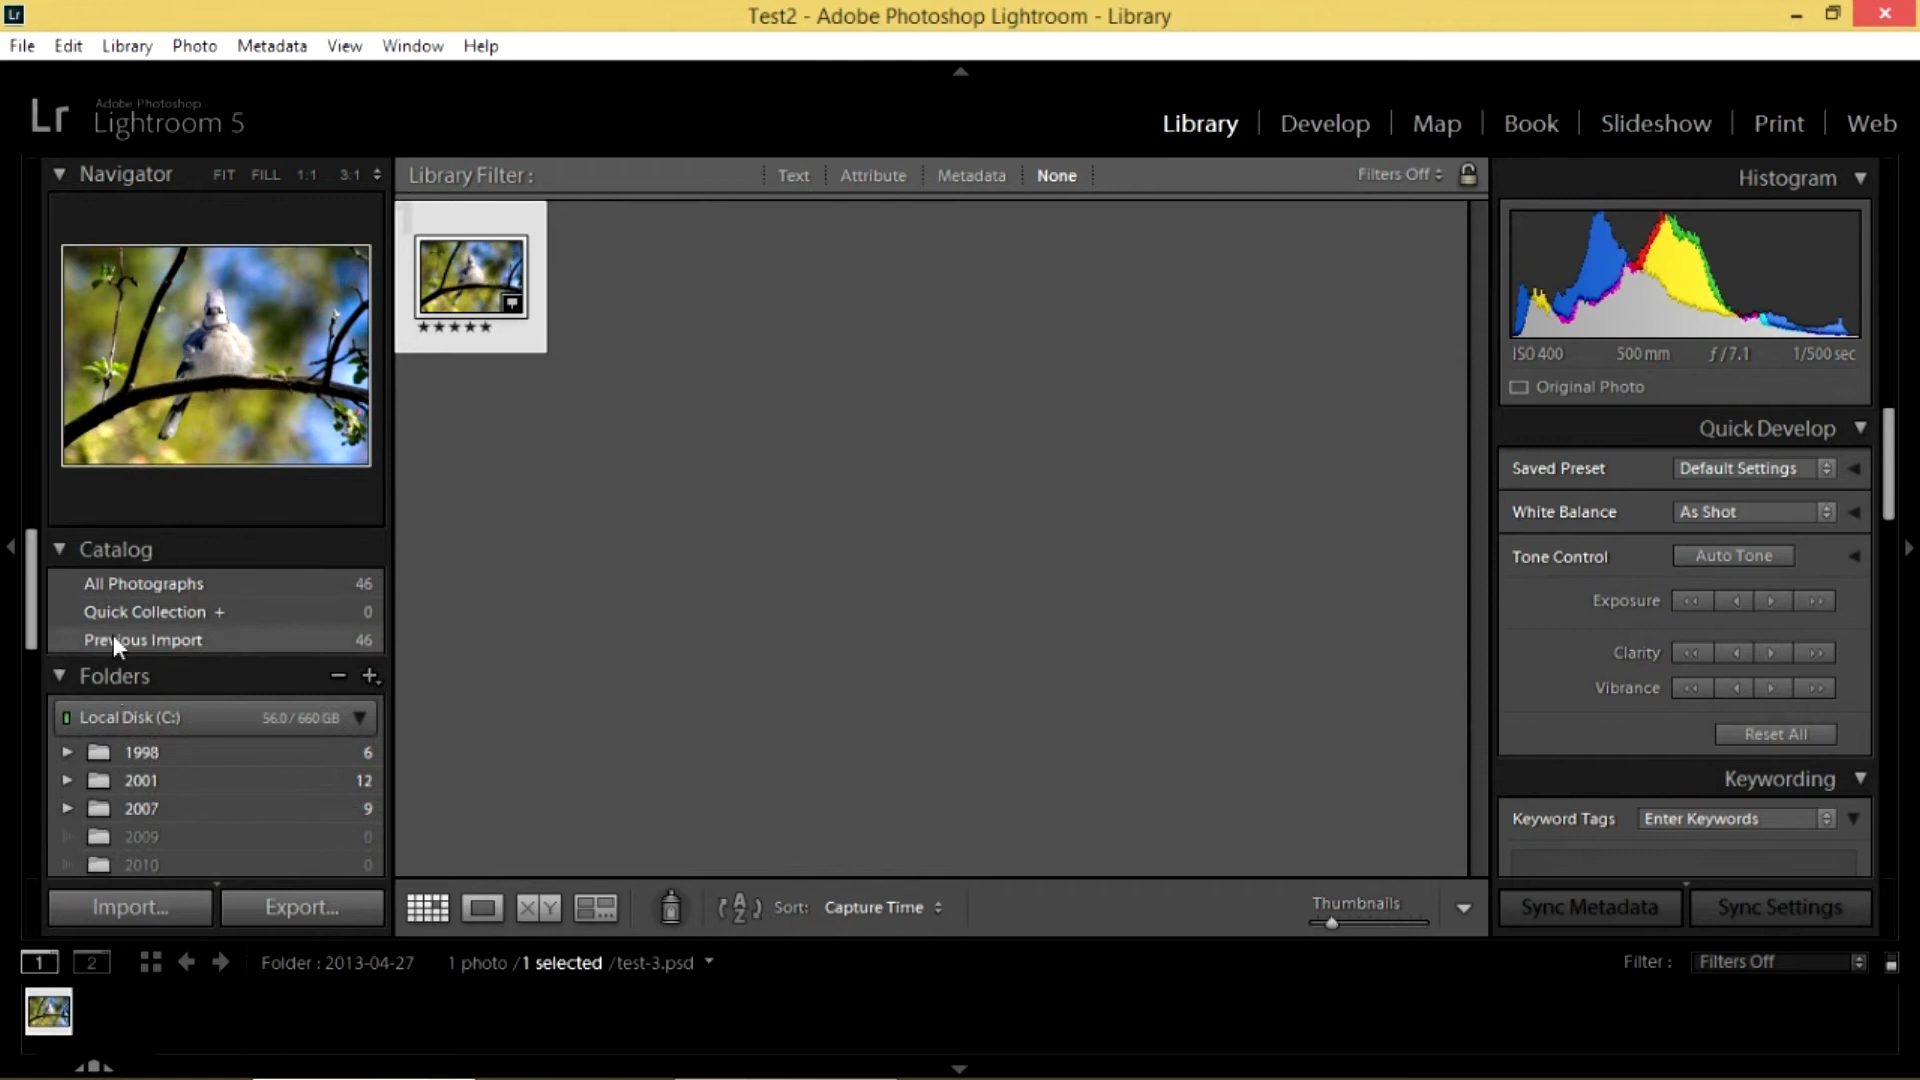 Lr Test2 - Adobe Photoshop Lightroom - Library
File Edit Library Photo Metadata View Window Help
Lr Adobe Photoshop
Lightroom 5
Library Develop Map Book Slideshow Print Web
Navigator FIT FILL 1:1 3:1
Catalog
All Photographs 46
Quick Collection + 0
Previous Import 46
Folders
Local Disk (C:) 56.0 / 660 GB
1998 6
2001 12
2007 9
2009 0
2010 0
Import... Export...
Library Filter : Text Attribute Metadata None Filters Off
★★★★★
XY Sort: Capture Time Thumbnails
Histogram
ISO 400 500 mm ƒ / 7.1 1/500 sec
Original Photo
Quick Develop
Saved Preset Default Settings
White Balance As Shot
Tone Control Auto Tone
Exposure
Clarity
Vibrance
Reset All
Keywording
Keyword Tags Enter Keywords
Sync Metadata Sync Settings
1 2 Folder : 2013-04-27 1 photo / 1 selected / test-3.psd Filter : Filters Off